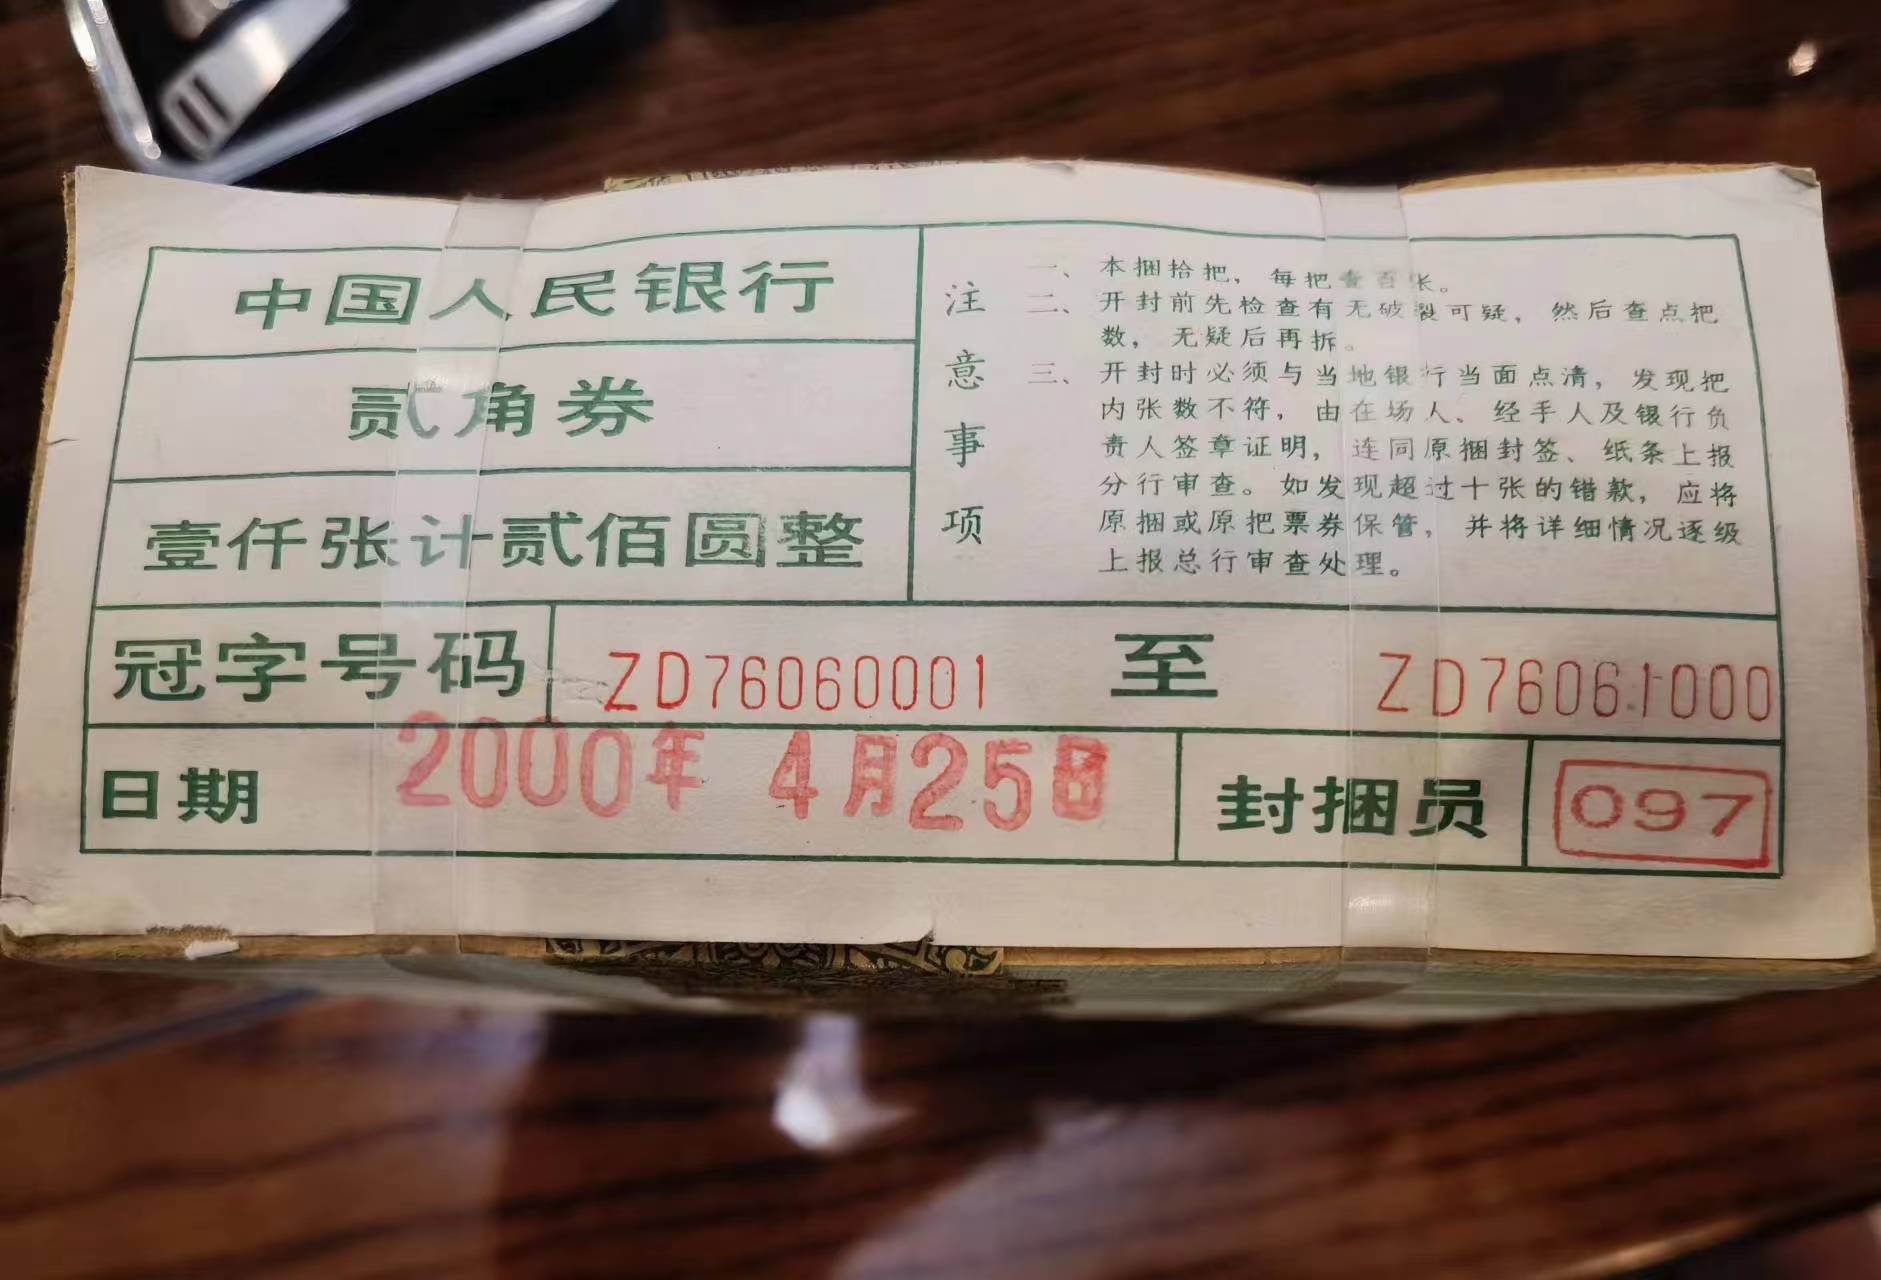 中国人民银行
贰角券
壹仟张计贰佰圆整
注意事项
一、本捆拾把，每把壹百张。
二、开封前先检查有无破裂可疑，然后查点把
数，无疑后再拆。
三、开封时必须与当地银行当面点清，发现把
内张数不符，由在场人、经手人及银行负
责人签章证明，连同原捆封签、纸条上报
分行审查。如发现超过十张的错款，应将
原捆或原把票券保管，并将详细情况逐级
上报总行审查处理。
冠字号码 ZD76060001 至 ZD76061000
日期 2000年 4月25日 封捆员 097